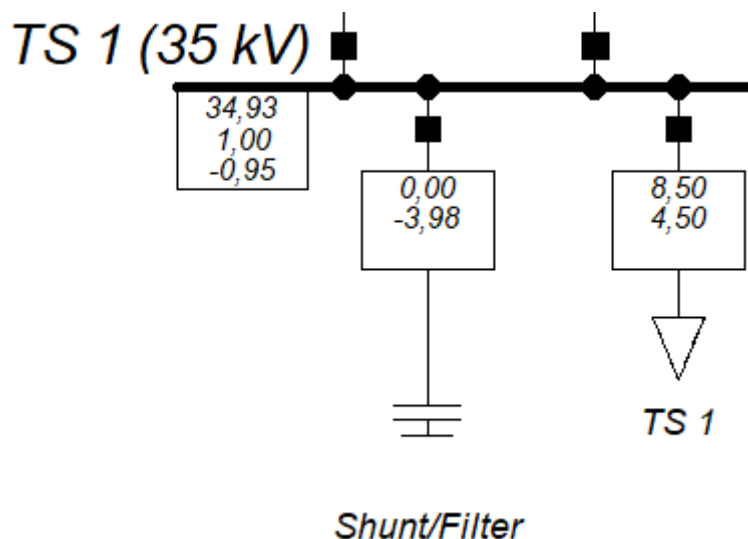 TS 1 (35 kV)
34,93
1,00
-0,95
0,00
-3,98
8,50
4,50
TS 1
Shunt/Filter